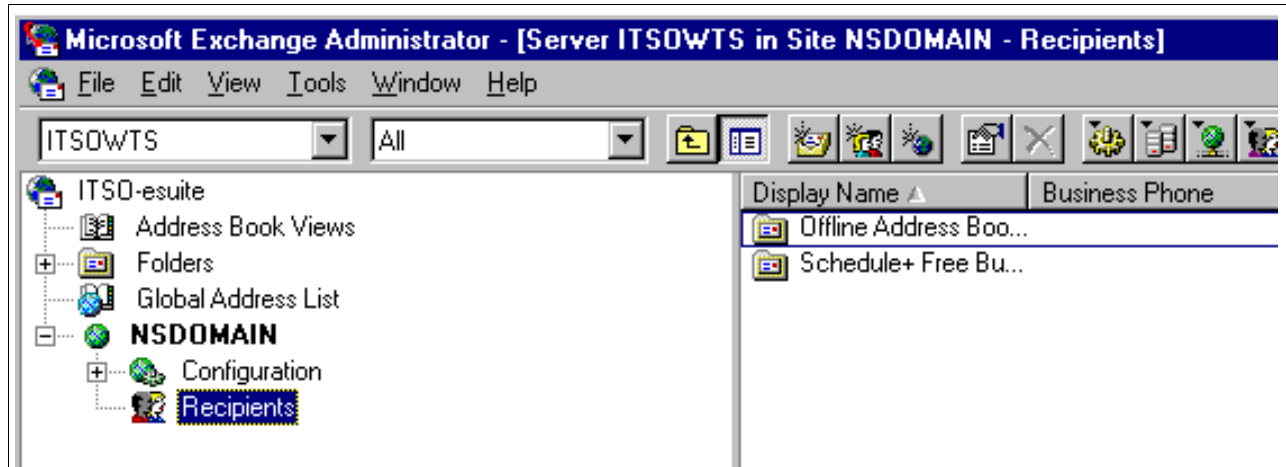 Microsoft Exchange Administrator - [Server ITSOWTS in Site NSDOMAIN - Recipients]
File Edit View Tools Window Help
ITSOWTS All
ITSO-esuite
Address Book Views
Folders
Global Address List
NSDOMAIN
Configuration
Recipients
Display Name Business Phone
Offline Address Boo...
Schedule+ Free Bu...